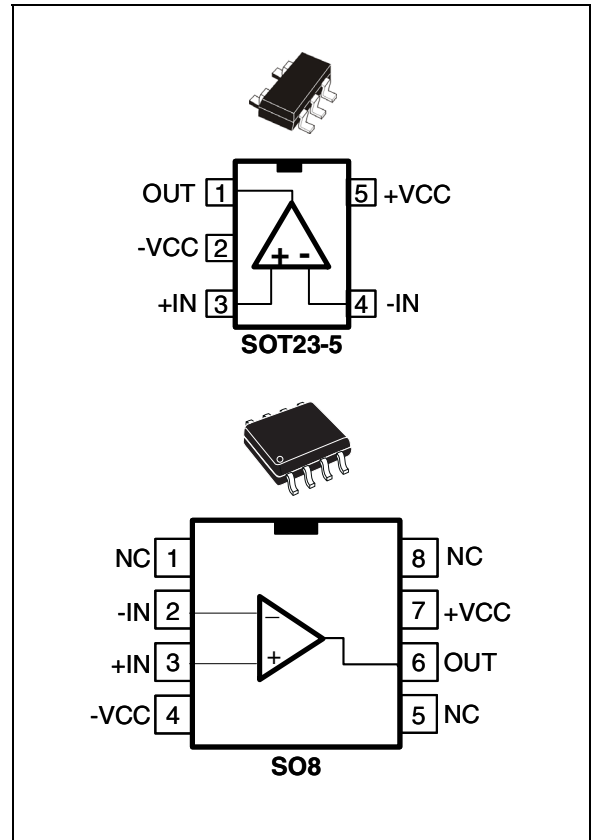 OUT 1 5 +VCC
-VCC 2
+ -
+IN 3 4 -IN
SOT23-5
NC 1 8 NC
-IN 2 − 7 +VCC
+IN 3 + 6 OUT
-VCC 4 5 NC
SO8